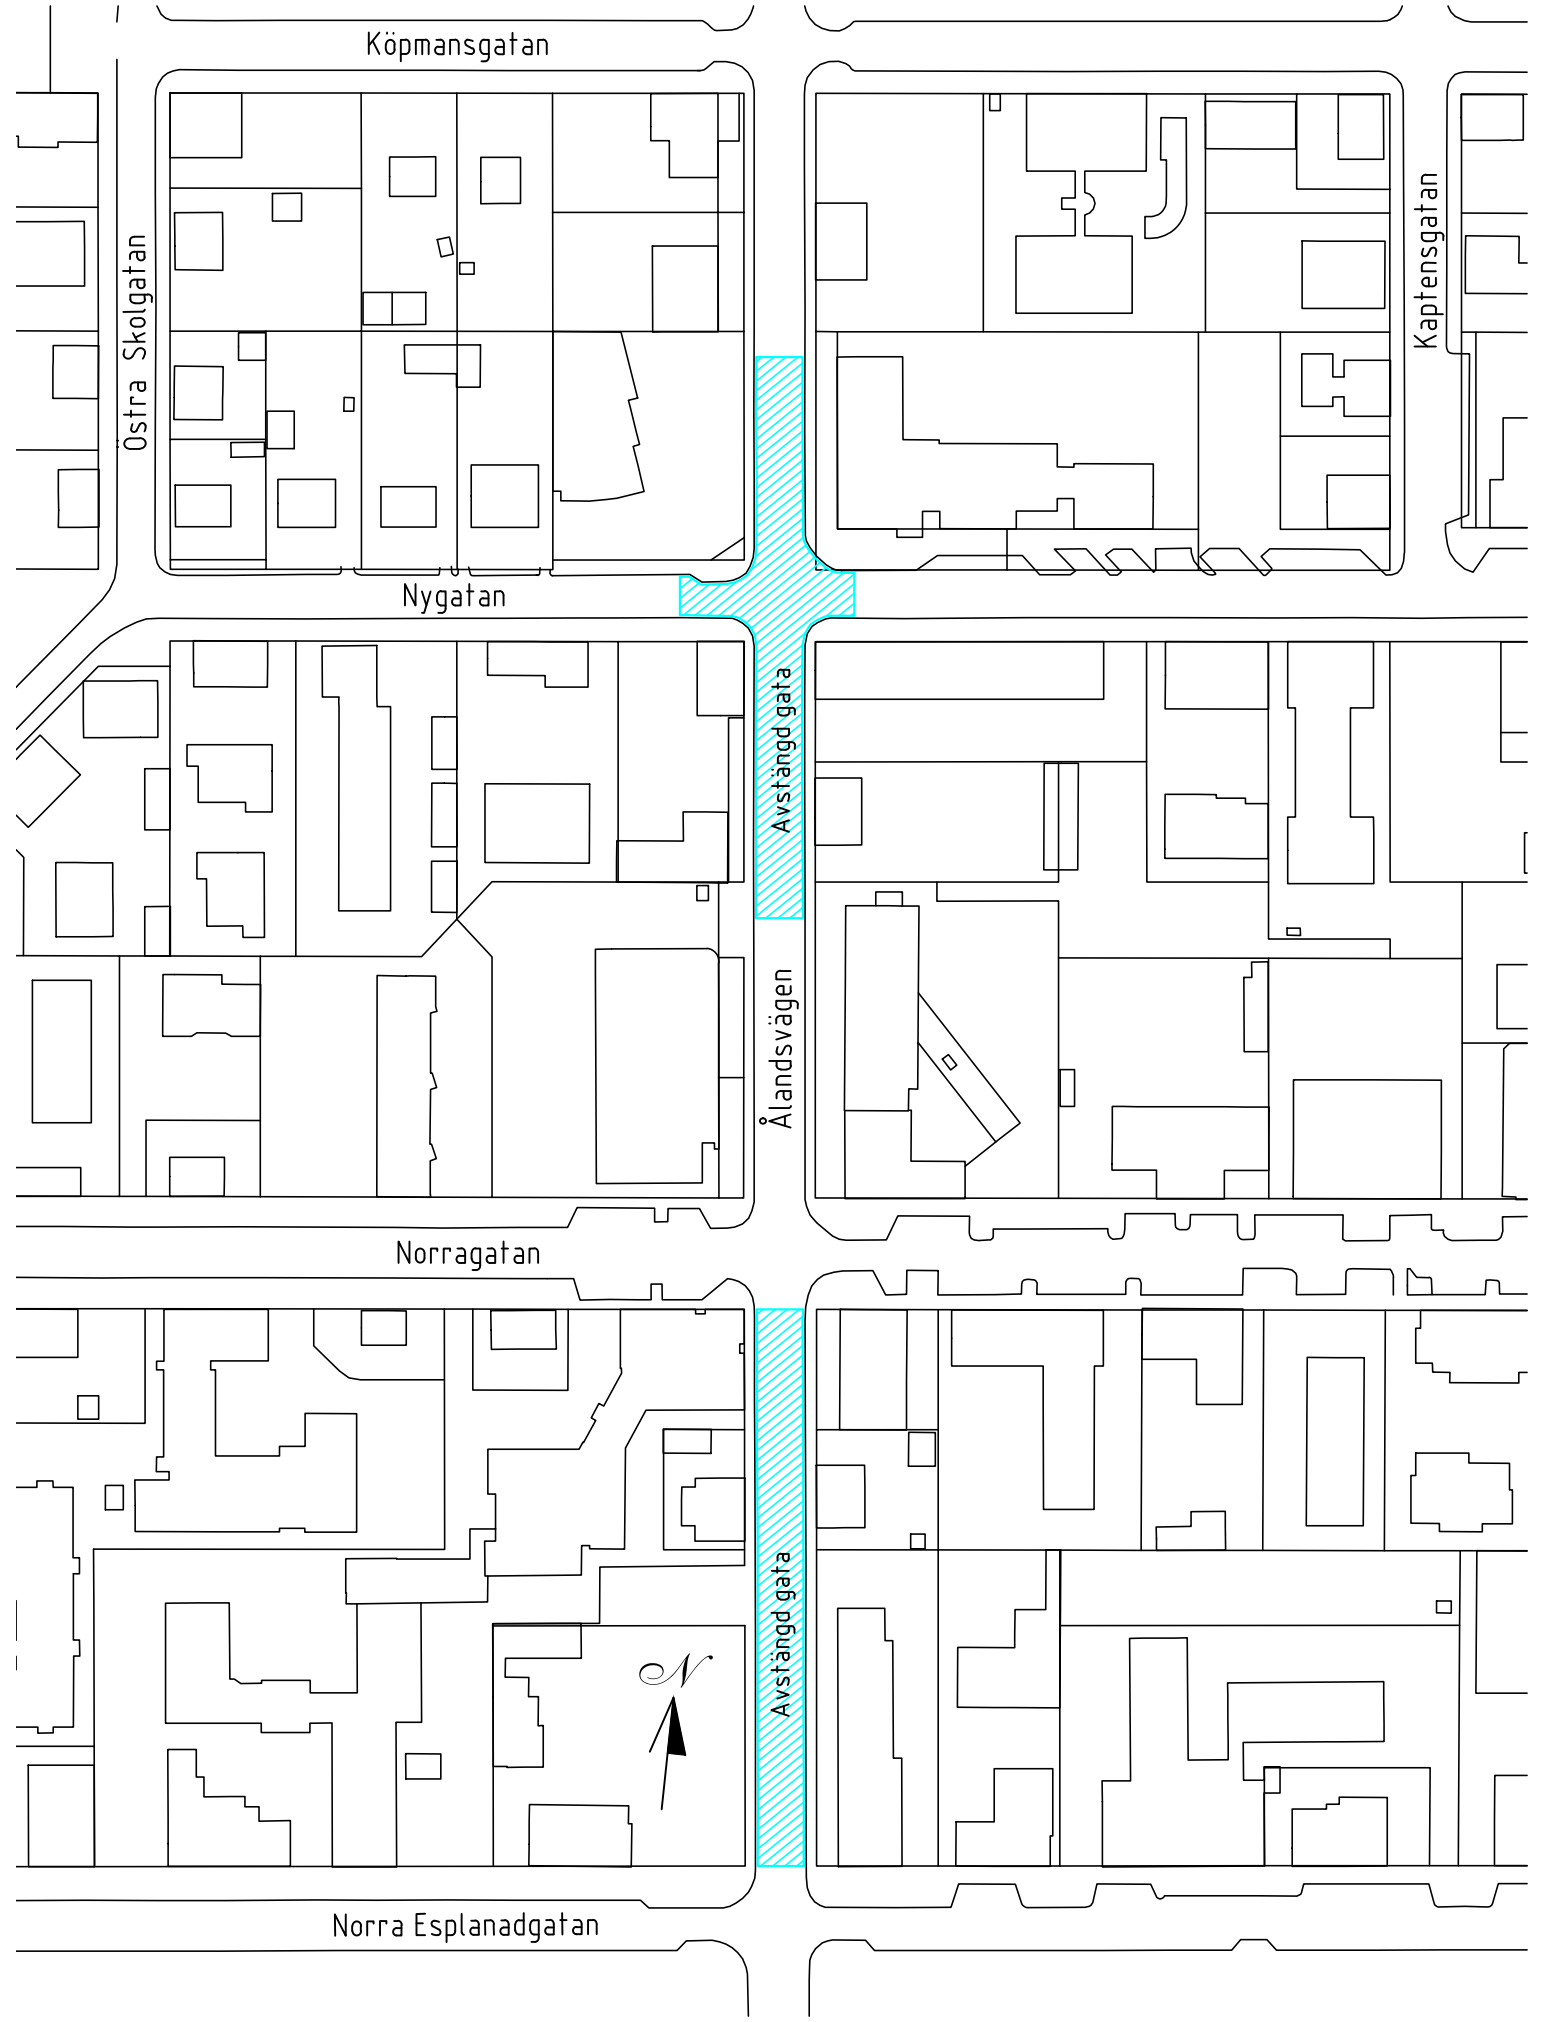 Köpmansgatan
Östra Skolgatan
Kaptensgatan
Nygatan
Avstängd gata
Ålandsvägen
Norragatan
Avstängd gata
N
Norra Esplanadgatan